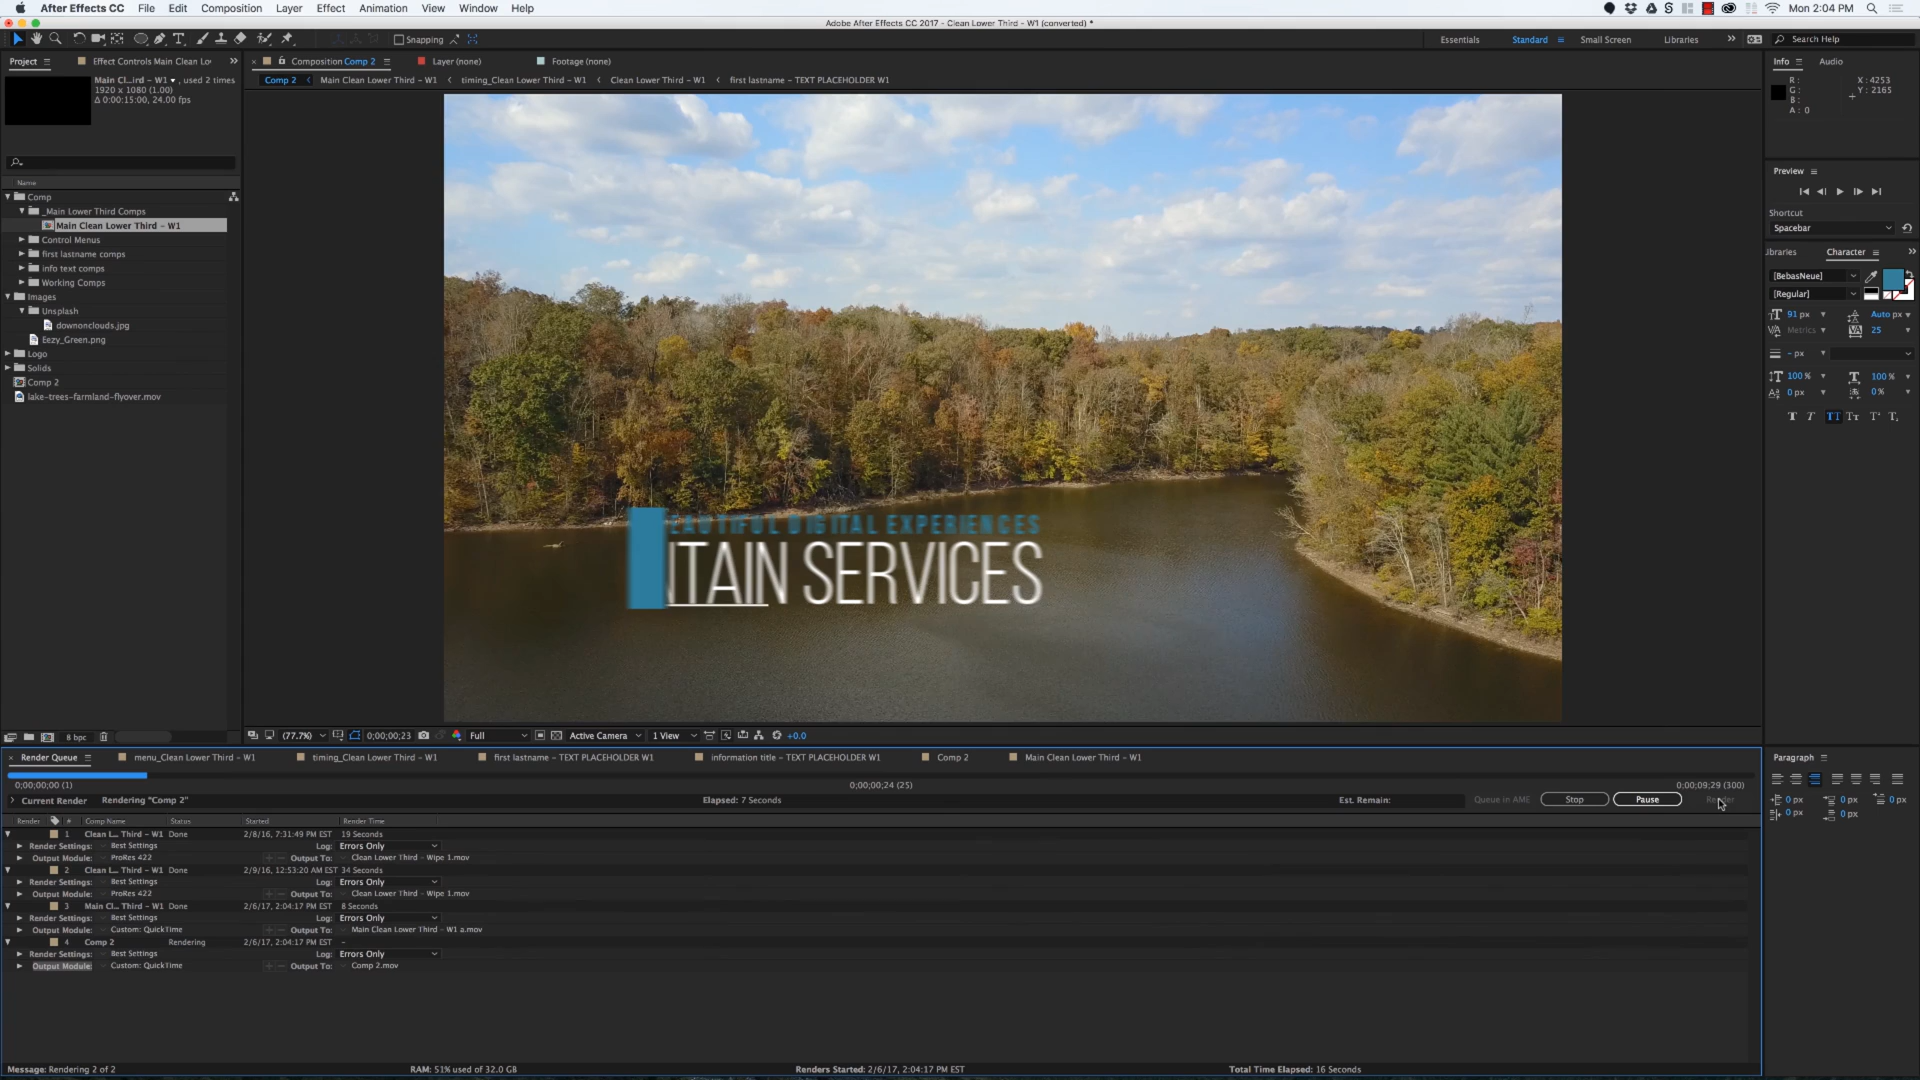 After Effects CC File Edit Composition Layer Effect Animation View Window Help Mon 2:04 PM
Adobe After Effects CC 2017 - Clean Lower Third - W1 (converted) *
Snapping Essentials Standard Small Screen Libraries Search Help
Project Effect Controls Main Clean Lo Composition Comp 2 Layer (none) Footage (none) Info Audio
Main Cl...ird - W1 , used 2 times
1920 x 1080 (1.00)
Δ 0:00:15:00, 24.00 fps
Comp 2 Main Clean Lower Third - W1 timing_Clean Lower Third - W1 Clean Lower Third - W1 first lastname - TEXT PLACEHOLDER W1
R :
G :
B :
A : 0
X : 4253
Y : 2165
Name
Comp
_Main Lower Third Comps
Main Clean Lower Third - W1
Control Menus
first lastname comps
info text comps
Working Comps
Images
Unsplash
downonclouds.jpg
Eezy_Green.png
Logo
Solids
Comp 2
lake-trees-farmland-flyover.mov
Preview
Shortcut
Spacebar
ibraries Character
[BebasNeue]
[Regular]
91 px Auto px
Metrics 25
- px
100 % 100 %
0 px 0 %
EAUTIFUL DIGITAL EXPERIENCES
NTAIN SERVICES
8 bpc (77.7%) 0;00;00;23 Full Active Camera 1 View +0.0
Render Queue menu_Clean Lower Third - W1 timing_Clean Lower Third - W1 first lastname - TEXT PLACEHOLDER W1 information title - TEXT PLACEHOLDER W1 Comp 2 Main Clean Lower Third - W1
0;00;00;00 (1) 0;00;00;24 (25) 0;00;09;29 (300)
Current Render Rendering "Comp 2" Elapsed: 7 Seconds Est. Remain: Queue in AME Stop Pause Render
Render # Comp Name Status Started Render Time
1 Clean L... Third - W1 Done 2/8/16, 7:31:49 PM EST 19 Seconds
Render Settings: Best Settings Log: Errors Only
Output Module: ProRes 422 Output To: Clean Lower Third - Wipe 1.mov
2 Clean L... Third - W1 Done 2/9/16, 12:53:20 AM EST 34 Seconds
Render Settings: Best Settings Log: Errors Only
Output Module: ProRes 422 Output To: Clean Lower Third - Wipe 1.mov
3 Main Cl... Third - W1 Done 2/6/17, 2:04:17 PM EST 8 Seconds
Render Settings: Best Settings Log: Errors Only
Output Module: Custom: QuickTime Output To: Main Clean Lower Third - W1 a.mov
4 Comp 2 Rendering 2/6/17, 2:04:17 PM EST -
Render Settings: Best Settings Log: Errors Only
Output Module: Custom: QuickTime Output To: Comp 2.mov
Paragraph
0 px 0 px 0 px
0 px 0 px
Message: Rendering 2 of 2 RAM: 51% used of 32.0 GB Renders Started: 2/6/17, 2:04:17 PM EST Total Time Elapsed: 16 Seconds